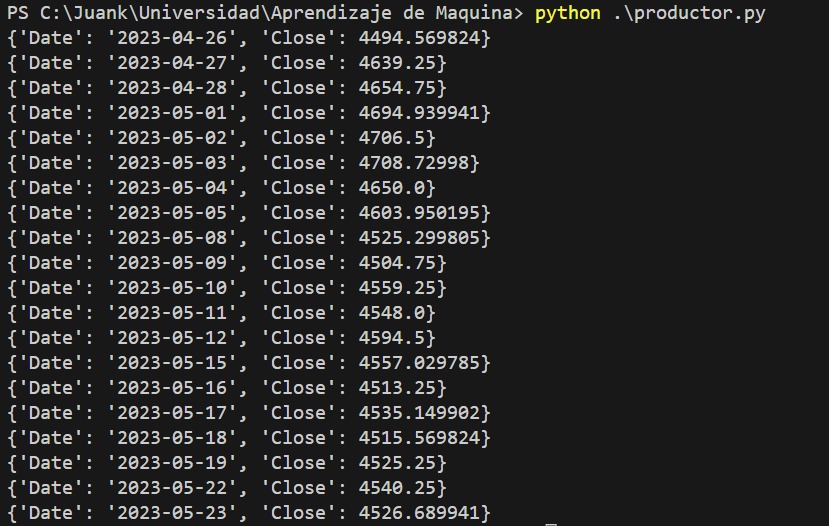 PS C:\Juank\Universidad\Aprendizaje de Maquina> python .\productor.py
{'Date': '2023-04-26', 'Close': 4494.569824}
{'Date': '2023-04-27', 'Close': 4639.25}
{'Date': '2023-04-28', 'Close': 4654.75}
{'Date': '2023-05-01', 'Close': 4694.939941}
{'Date': '2023-05-02', 'Close': 4706.5}
{'Date': '2023-05-03', 'Close': 4708.72998}
{'Date': '2023-05-04', 'Close': 4650.0}
{'Date': '2023-05-05', 'Close': 4603.950195}
{'Date': '2023-05-08', 'Close': 4525.299805}
{'Date': '2023-05-09', 'Close': 4504.75}
{'Date': '2023-05-10', 'Close': 4559.25}
{'Date': '2023-05-11', 'Close': 4548.0}
{'Date': '2023-05-12', 'Close': 4594.5}
{'Date': '2023-05-15', 'Close': 4557.029785}
{'Date': '2023-05-16', 'Close': 4513.25}
{'Date': '2023-05-17', 'Close': 4535.149902}
{'Date': '2023-05-18', 'Close': 4515.569824}
{'Date': '2023-05-19', 'Close': 4525.25}
{'Date': '2023-05-22', 'Close': 4540.25}
{'Date': '2023-05-23', 'Close': 4526.689941}